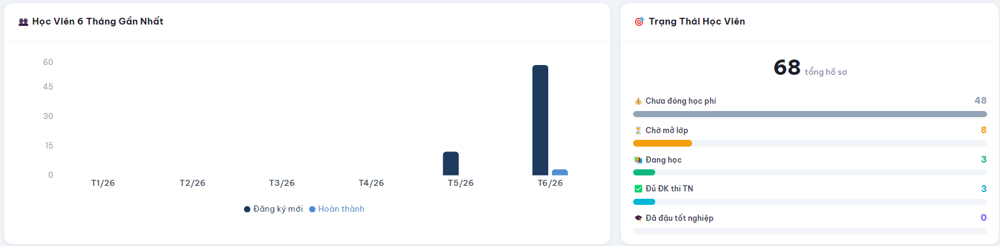 Học Viên 6 Tháng Gần Nhất
60
45
30
15
0
T1/26 T2/26 T3/26 T4/26 T5/26 T6/26
Đăng ký mới Hoàn thành
Trạng Thái Học Viên
68 tổng hồ sơ
Chưa đóng học phí 48
Chờ mở lớp 8
Đang học 3
Đủ ĐK thi TN 3
Đã đậu tốt nghiệp 0